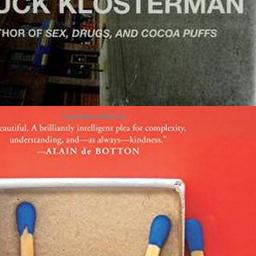 UCK KLOSTERMAN
HOR OF SEX, DRUGS, AND COCOA PUFFS
eautiful. A brilliantly intelligent plea for complexity,
understanding, and—as always—kindness."
—ALAIN de BOTTON